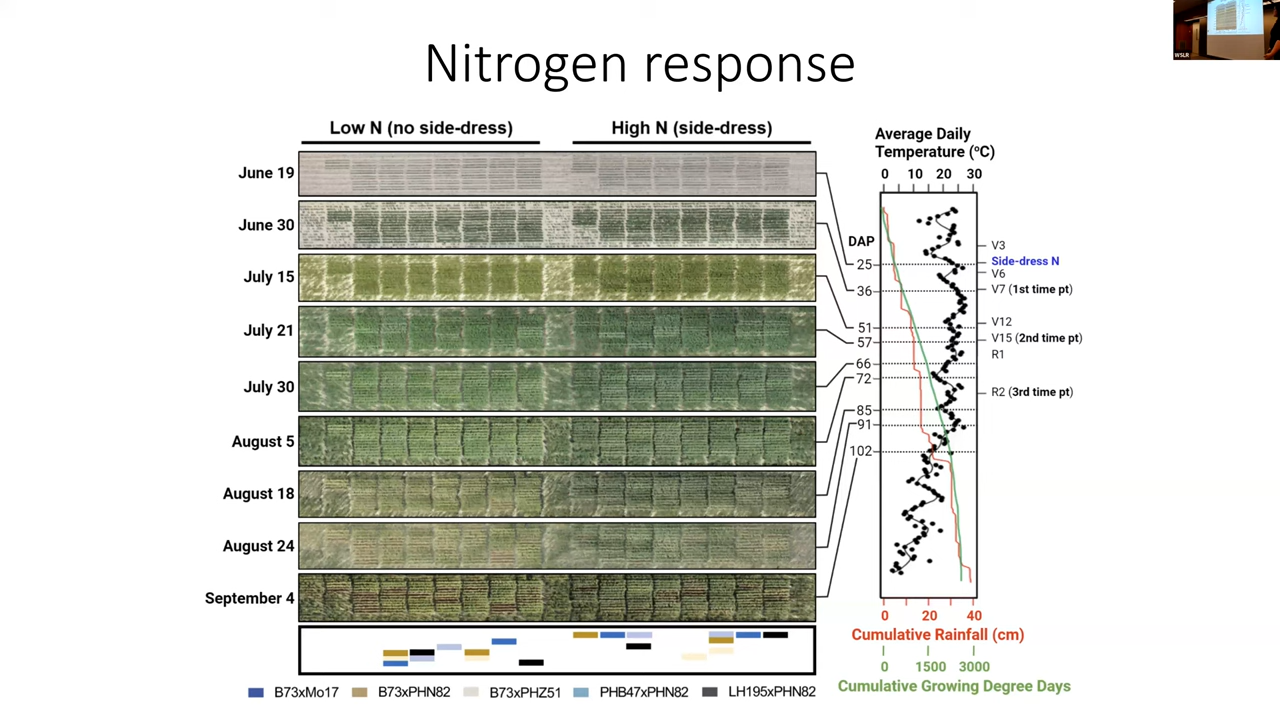 Nitrogen response
WSLR
Low N (no side-dress)
High N (side-dress)
June 19
June 30
July 15
July 21
July 30
August 5
August 18
August 24
September 4
B73xMo17
B73xPHN82
B73xPHZ51
PHB47xPHN82
LH195xPHN82
Average Daily
Temperature (ºC)
0 10 20 30
DAP
25
36
51
57
66
72
85
91
102
V3
Side-dress N
V6
V7 (1st time pt)
V12
V15 (2nd time pt)
R1
R2 (3rd time pt)
0 20 40
Cumulative Rainfall (cm)
0 1500 3000
Cumulative Growing Degree Days